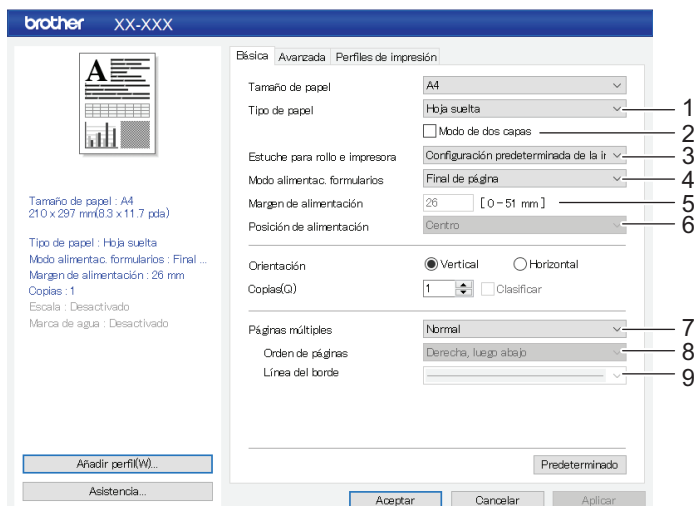 brother XX-XXX
A
Tamaño de papel : A4
210 x 297 mm(8.3 x 11.7 pda)
Tipo de papel : Hoja suelta
Modo alimentac. formularios : Final ...
Margen de alimentación : 26 mm
Copias : 1
Escala : Desactivado
Marca de agua : Desactivado
Añadir perfil(W)...
Asistencia...
Básica Avanzada Perfiles de impresión
Tamaño de papel A4
Tipo de papel Hoja suelta 1
Modo de dos capas 2
Estuche para rollo e impresora Configuración predeterminada de la ir 3
Modo alimentac. formularios Final de página 4
Margen de alimentación 26 [ 0 – 51 mm ] 5
Posición de alimentación Centro 6
Orientación Vertical Horizontal
Copias(Q) 1 Clasificar
Páginas múltiples Normal 7
Orden de páginas Derecha, luego abajo 8
Línea del borde 9
Predeterminado
Aceptar Cancelar Aplicar